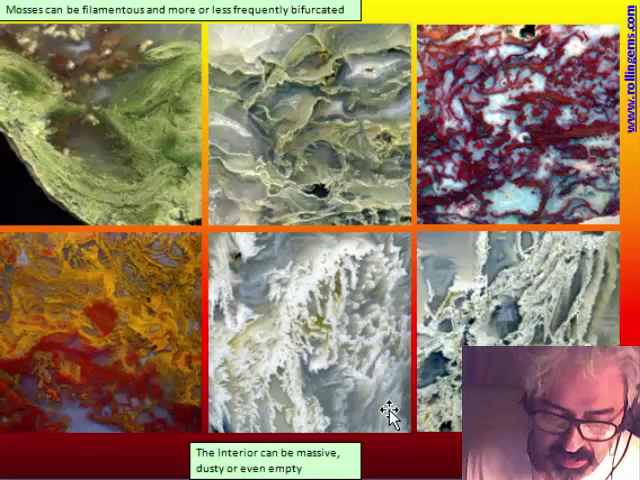 Mosses can be filamentous and more or less frequently bifurcated
www.rollingems.com
The Interior can be massive,
dusty or even empty